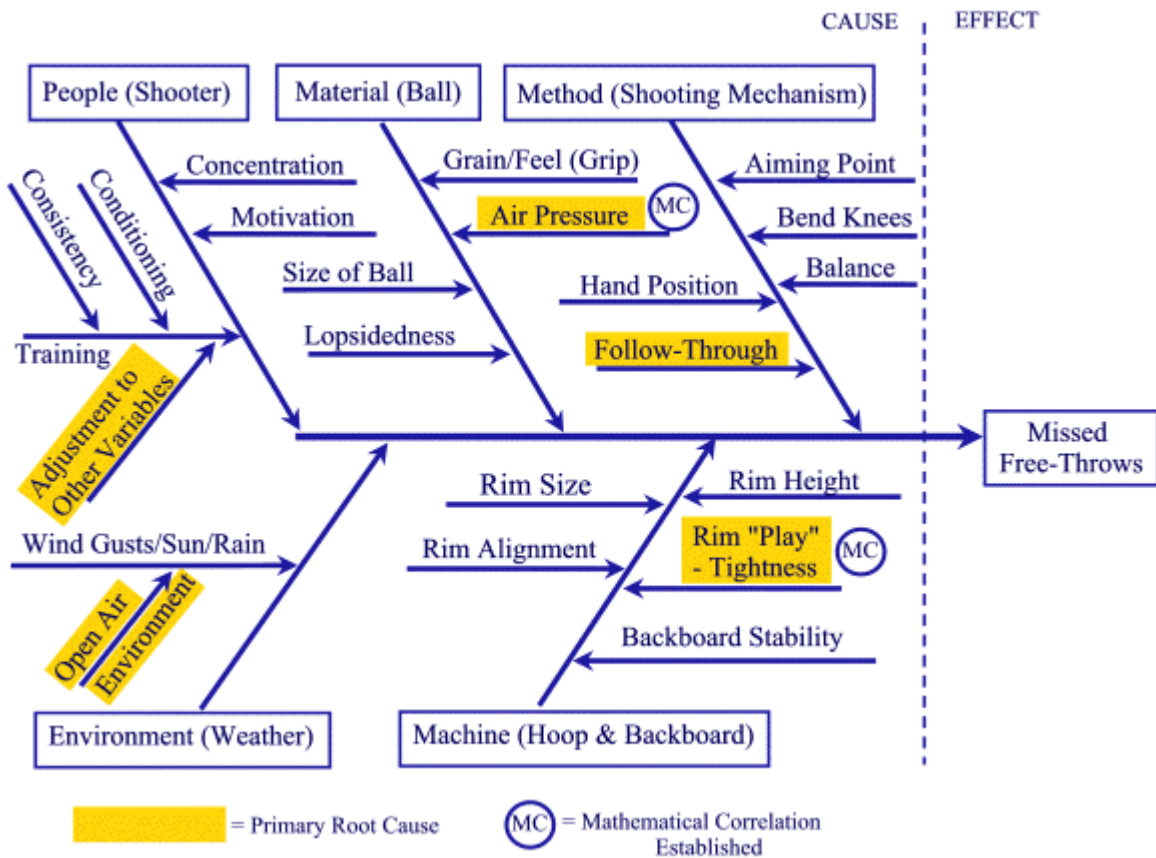 CAUSE
EFFECT
People (Shooter)
Material (Ball)
Method (Shooting Mechanism)
Concentration
Motivation
Consistency
Conditioning
Training
Adjustment to
Other Variables
Grain/Feel (Grip)
Air Pressure
MC
Size of Ball
Lopsidedness
Aiming Point
Bend Knees
Balance
Hand Position
Follow-Through
Missed
Free-Throws
Wind Gusts/Sun/Rain
Open Air
Environment
Rim Size
Rim Height
Rim Alignment
Rim "Play"
- Tightness
MC
Backboard Stability
Environment (Weather)
Machine (Hoop & Backboard)
= Primary Root Cause
MC
= Mathematical Correlation
Established